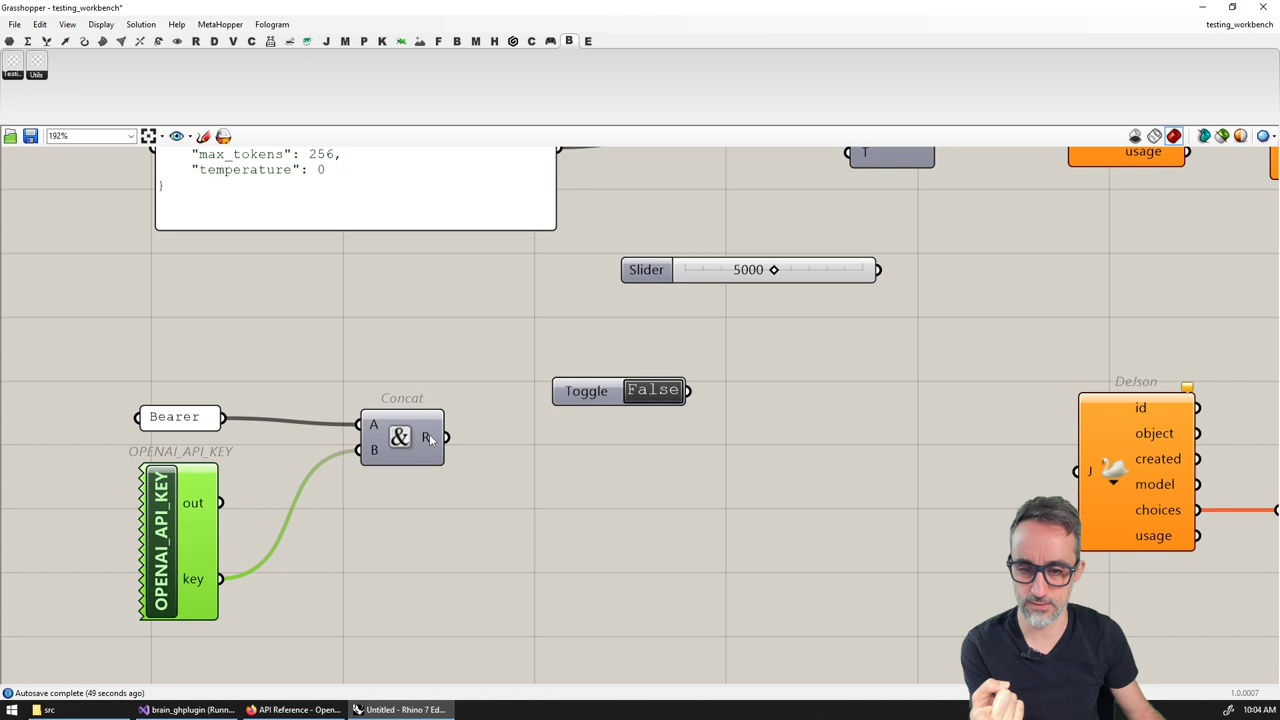 Grasshopper - testing_workbench*
File Edit View Display Solution Help MetaHopper Fologram
testing_workbench
R D V C J M P K F B M H C B E
Testi... Utils
192%
"max_tokens": 256,
"temperature": 0
}
T
usage
Slider 5000
Toggle False
DeJson
Concat
Bearer
A
& R
B
OPENAI_API_KEY
OPENAI_API_KEY
out
key
id
object
created
J
model
choices
usage
Autosave complete (49 seconds ago)
1.0.0007
src
brain_ghplugin (Runn...
API Reference - Open...
Untitled - Rhino 7 Ed...
10:04 AM